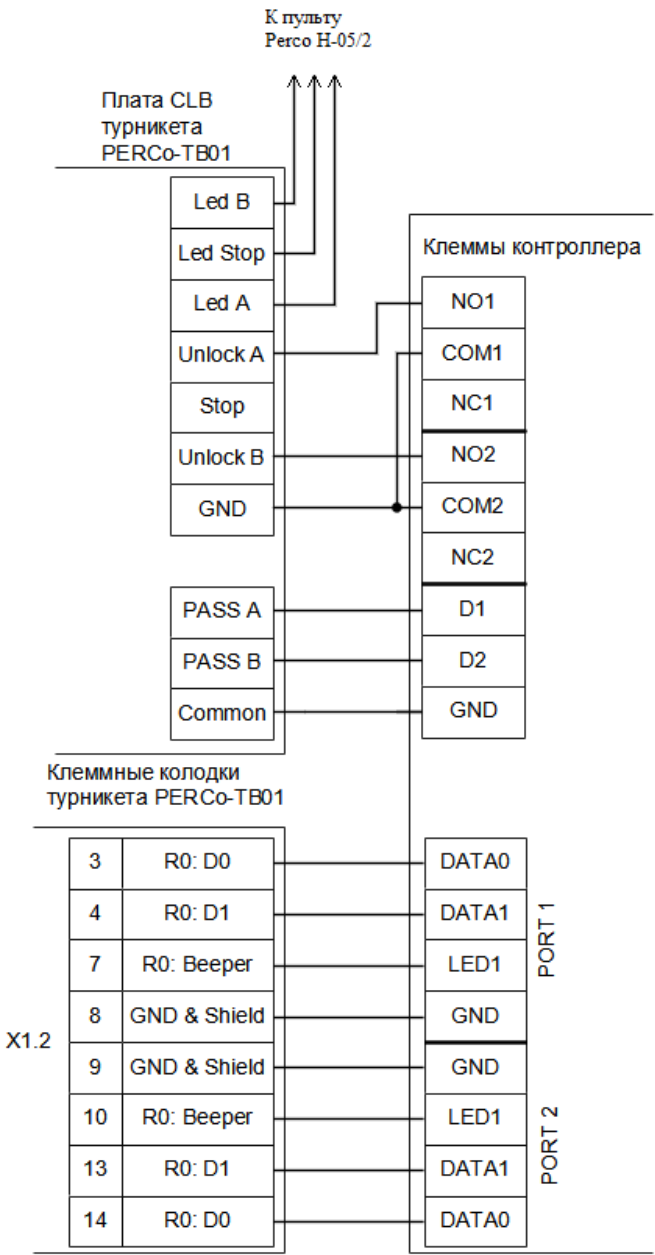 К пульту
Perco H-05/2
Плата CLB
турникета
PERCo-TB01
Led B
Led Stop
Led A
Unlock A
Stop
Unlock B
GND
PASS A
PASS B
Common
Клеммы контроллера
NO1
COM1
NC1
NO2
COM2
NC2
D1
D2
GND
Клеммные колодки
турникета PERCo-TB01
X1.2
3 R0: D0
4 R0: D1
7 R0: Beeper
8 GND & Shield
9 GND & Shield
10 R0: Beeper
13 R0: D1
14 R0: D0
DATA0
DATA1
LED1
GND
PORT 1
GND
LED1
DATA1
DATA0
PORT 2